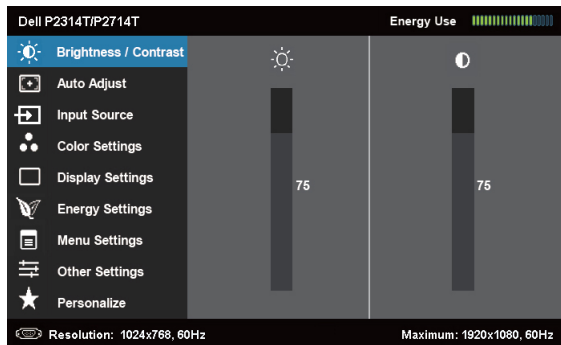 Dell P2314T/P2714T Energy Use
Brightness / Contrast
Auto Adjust
Input Source
Color Settings
Display Settings
75 75
Energy Settings
Menu Settings
Other Settings
Personalize
Resolution: 1024x768, 60Hz Maximum: 1920x1080, 60Hz